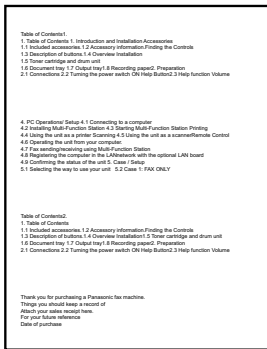 Table of Contents1.
1. Table of Contents 1. Introduction and Installation Accessories
1.1 Included accessories.1.2 Accessory information.Finding the Controls
1.3 Description of buttons.1.4 Overview Installation
1.5 Toner cartridge and drum unit
1.6 Document tray 1.7 Output tray1.8 Recording paper2. Preparation
2.1 Connections 2.2 Turning the power switch ON Help Button2.3 Help function Volume
4. PC Operations/ Setup 4.1 Connecting to a computer
4.2 Installing Multi-Function Station 4.3 Starting Multi-Function Station Printing
4.4 Using the unit as a printer Scanning 4.5 Using the unit as a scannerRemote Control
4.6 Operating the unit from your computer.
4.7 Fax sending/receiving using Multi-Function Station
4.8 Registering the computer in the LANnetwork with the optional LAN board
4.9 Confirming the status of the unit 5. Case / Setup
5.1 Selecting the way to use your unit 5.2 Case 1: FAX ONLY
Table of Contents2.
1. Table of Contents
1.1 Included accessories.1.2 Accessory information.Finding the Controls
1.3 Description of buttons.1.4 Overview Installation1.5 Toner cartridge and drum unit
1.6 Document tray 1.7 Output tray1.8 Recording paper2. Preparation
2.1 Connections 2.2 Turning the power switch ON Help Button2.3 Help function Volume
Thank you for purchasing a Panasonic fax machine.
Things you should keep a record of
Attach your sales receipt here.
For your future reference
Date of purchase